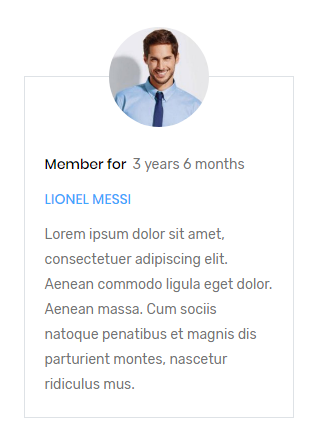 Member for 3 years 6 months
LIONEL MESSI
Lorem ipsum dolor sit amet,
consectetuer adipiscing elit.
Aenean commodo ligula eget dolor.
Aenean massa. Cum sociis
natoque penatibus et magnis dis
parturient montes, nascetur
ridiculus mus.